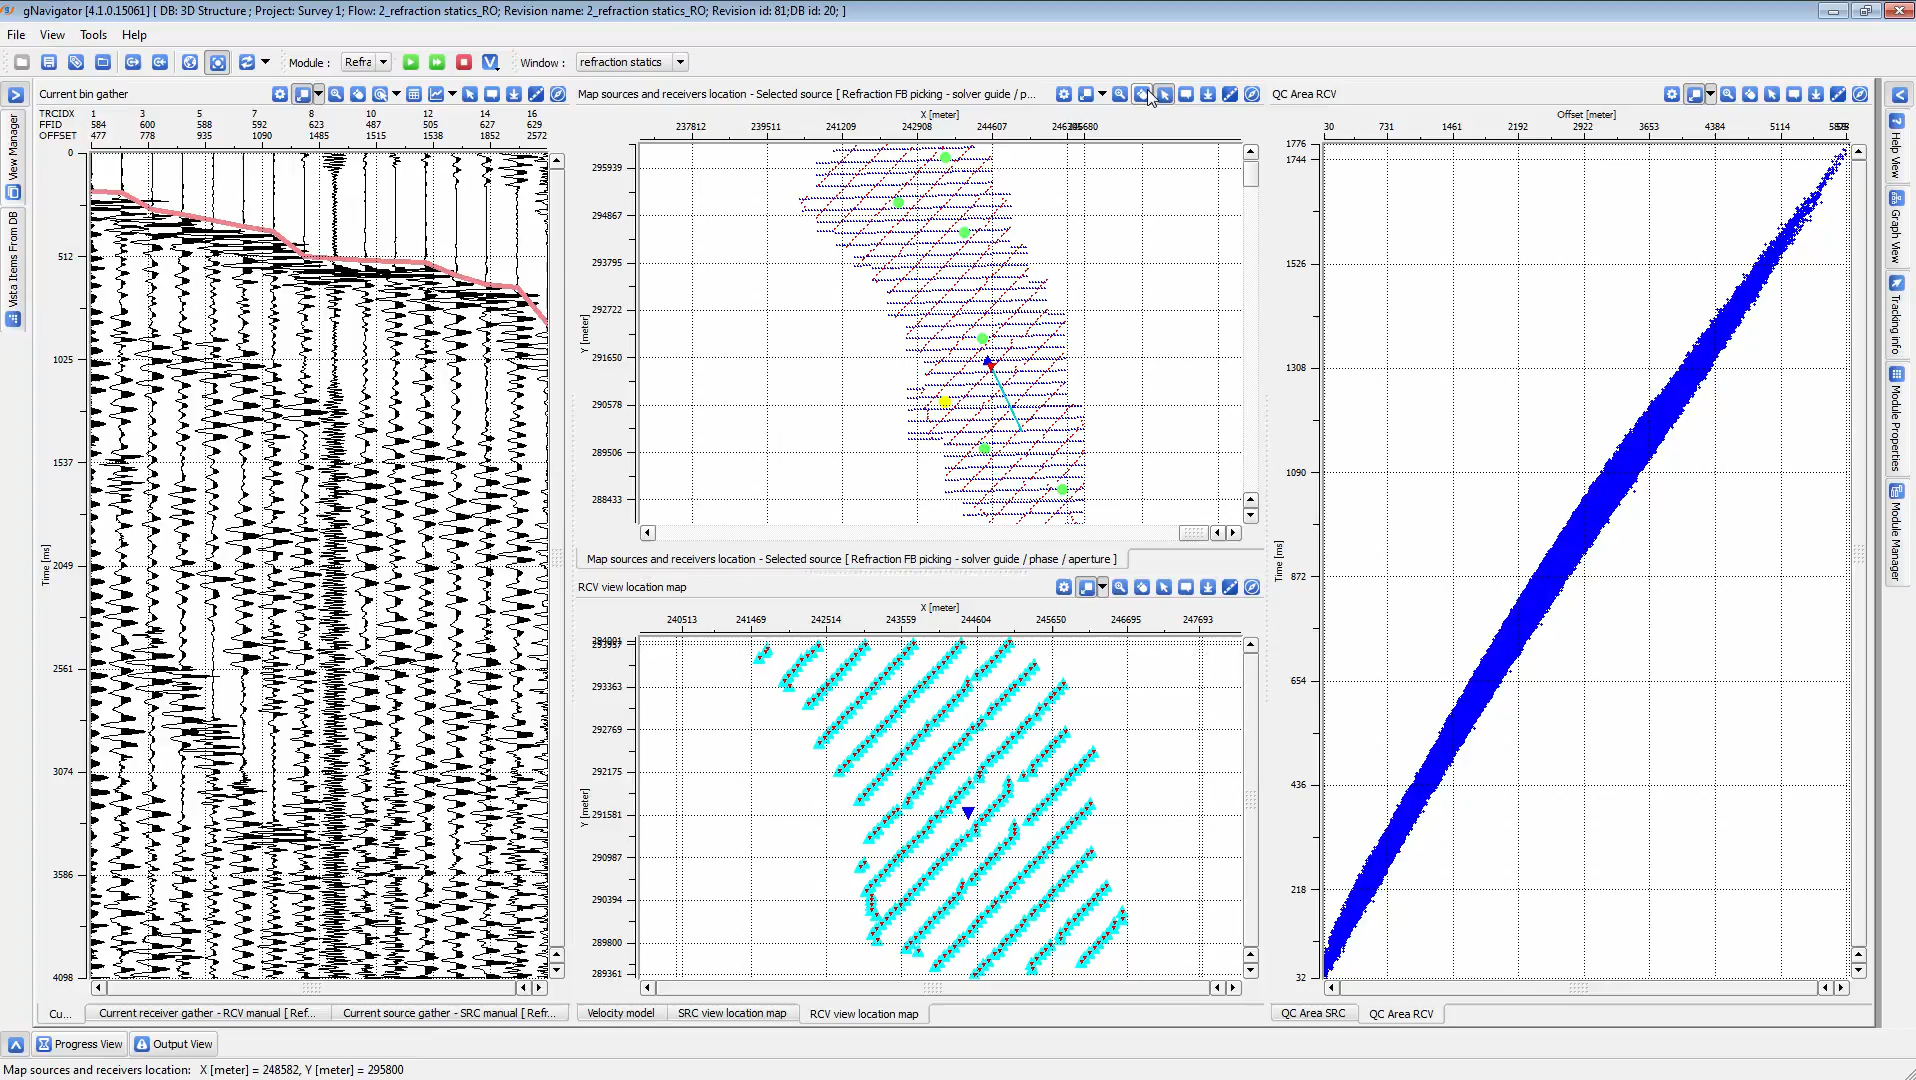 gNavigator [4.1.0.15061] [ DB: 3D Structure ; Project: Survey 1; Flow: 2_refraction statics_RO; Revision name: 2_refraction statics_RO; Revision id: 81;DB id: 20; ]
File View Tools Help
Module : Refra Window : refraction statics
Current bin gather
TRCIDX 1 3 5 7 8 10 12 14 16
FFID 584 600 588 592 623 487 505 627 629
OFFSET 477 778 935 1090 1485 1515 1538 1852 2572
0
512
1025
1537
2049
2561
3074
3586
4098
Time [ms]
Map sources and receivers location - Selected source [ Refraction FB picking - solver guide / p...
X [meter]
237812 239511 241209 242908 244607
295939
294867
293795
292722
291650
290578
289506
288433
Y [meter]
Map sources and receivers location - Selected source [ Refraction FB picking - solver guide / phase / aperture ]
RCV view location map
X [meter]
240513 241469 242514 243559 244604 245650 246695 247693
293363
292769
292175
291581
290987
290394
289800
289361
Y [meter]
QC Area RCV
Offset [meter]
30 731 1461 2192 2922 3653 4384 5114
1776
1744
1526
1308
1090
872
654
436
218
32
Time [ms]
View Manager
Vista Items From DB
Help View
Graph View
Tracking info
Module Properties
Module Manager
Cu... Current receiver gather - RCV manual [ Ref... Current source gather - SRC manual [ Refr...
Velocity model SRC view location map RCV view location map
QC Area SRC QC Area RCV
Progress View Output View
Map sources and receivers location: X [meter] = 248582, Y [meter] = 295800